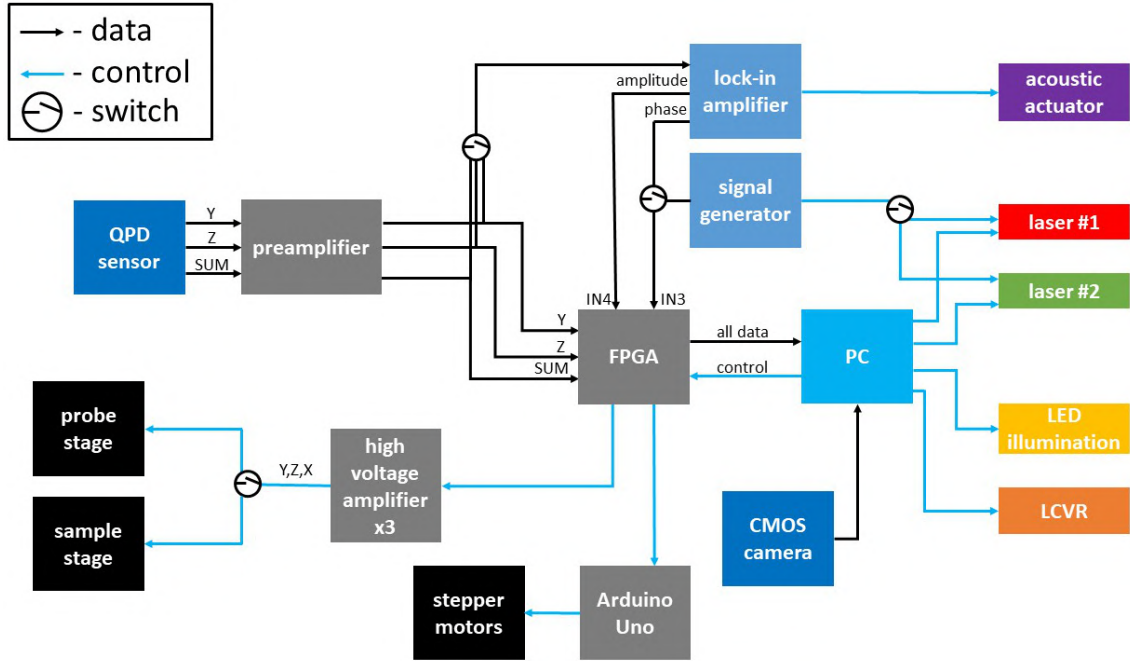 - data
- control
- switch
amplitude
phase
lock-in
amplifier
acoustic
actuator
signal
generator
QPD
sensor
Y
Z
SUM
preamplifier
laser #1
laser #2
IN4
IN3
Y
Z
SUM
FPGA
all data
control
PC
probe
stage
sample
stage
Y,Z,X
high
voltage
amplifier
x3
LED
illumination
CMOS
camera
LCVR
stepper
motors
Arduino
Uno